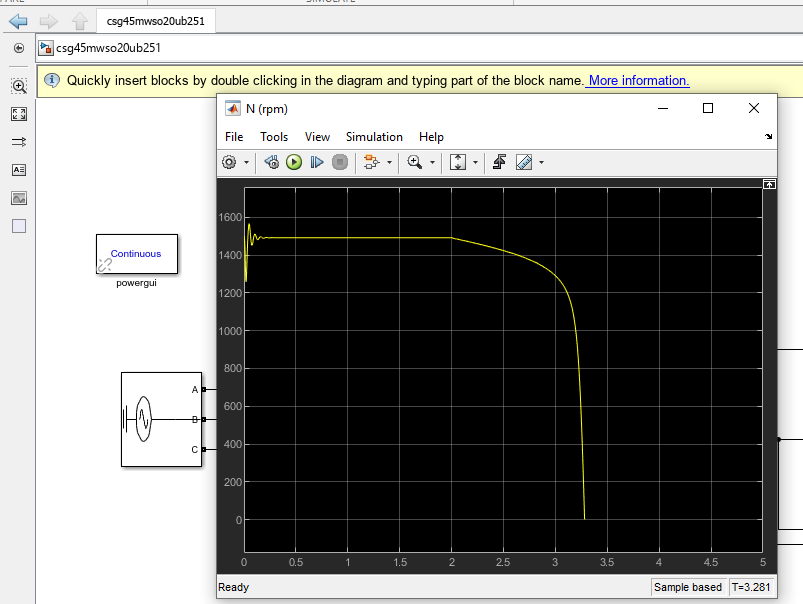 csg45mwso20ub251
csg45mwso20ub251
Quickly insert blocks by double clicking in the diagram and typing part of the block name. More information.
N (rpm)
File Tools View Simulation Help
1600
1400
1200
1000
800
600
400
200
0
0 0.5 1 1.5 2 2.5 3 3.5 4 4.5 5
Ready Sample based T=3.281
Continuous
powergui
A
B
C